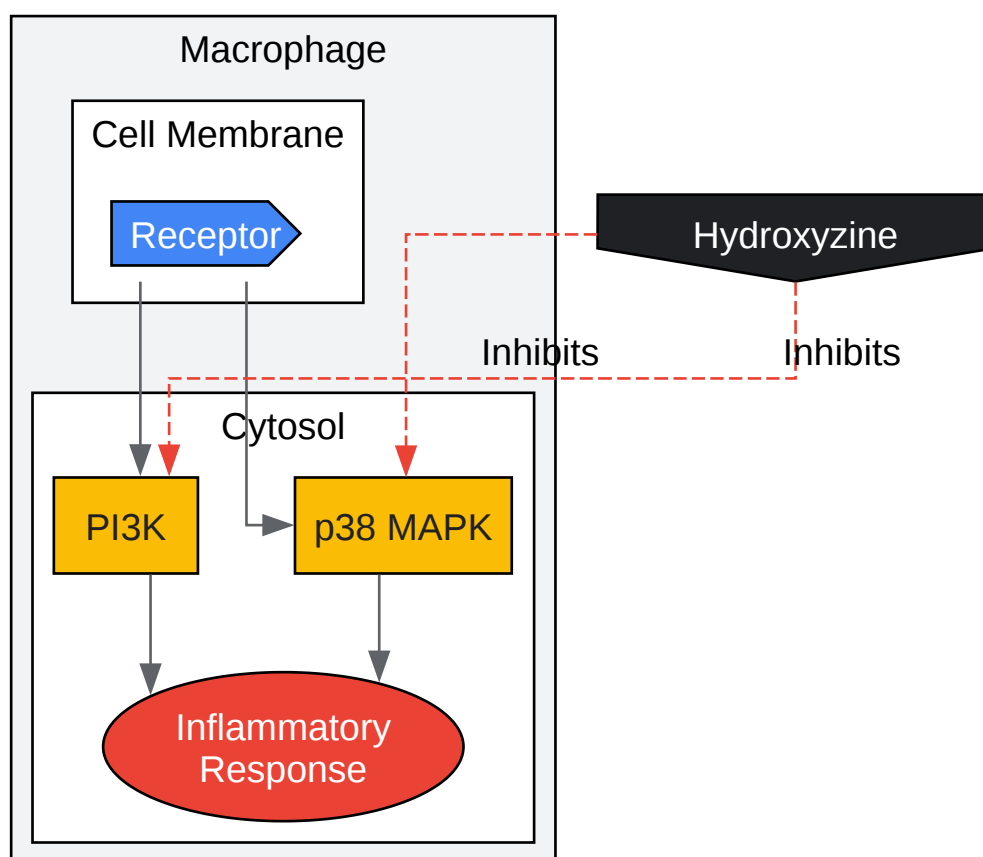 Macrophage
Cell Membrane
Receptor
Hydroxyzine
Inhibits
Inhibits
Cytosol
PI3K
p38 MAPK
Inflammatory
Response